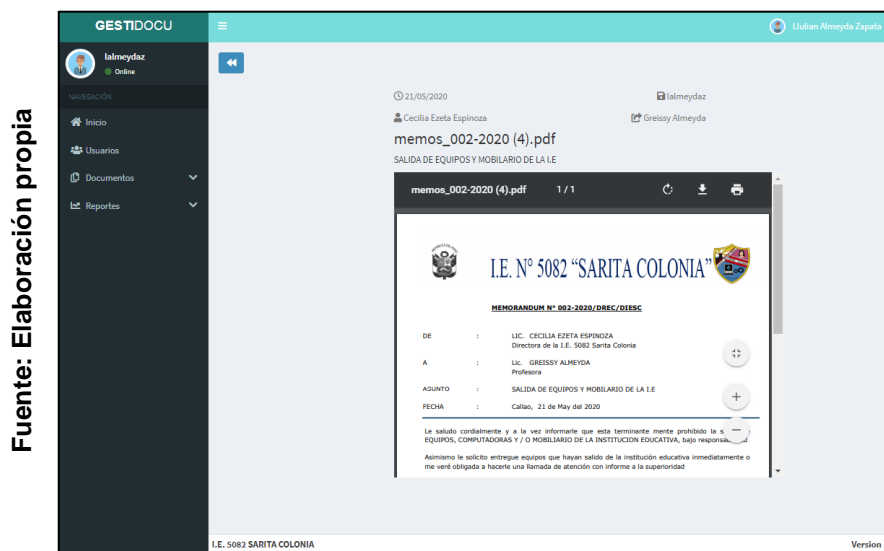 Fuente: Elaboración propia
GESTIDOCU
Llulian Almeyda Zapata
lalmeydaz
Online
NAVEGACIÓN
Inicio
Usuarios
Documentos
Reportes
21/05/2020 lalmeydaz
Cecilia Ezeta Espinoza Greissy Almeyda
memos_002-2020 (4).pdf
SALIDA DE EQUIPOS Y MOBILARIO DE LA I.E
memos_002-2020 (4).pdf 1 / 1
I.E. Nº 5082 “SARITA COLONIA”
MEMORANDUM N° 002-2020/DREC/DIESC
DE : LIC. CECILIA EZETA ESPINOZA
Directora de la I.E. 5082 Sarita Colonia
A : Lic. GREISSY ALMEYDA
Profesora
ASUNTO : SALIDA DE EQUIPOS Y MOBILARIO DE LA I.E
FECHA : Callao, 21 de May del 2020
Le saludo cordialmente y a la vez informarle que esta terminante mente prohibido la
EQUIPOS, COMPUTADORAS Y / O MOBILIARIO DE LA INSTITUCION EDUCATIVA, bajo
Asimismo le solicito entregue equipos que hayan salido de la institución educativa inmediatamente o
me veré obligada a hacerle una llamada de atención con informe a la superioridad
I.E. 5082 SARITA COLONIA Version